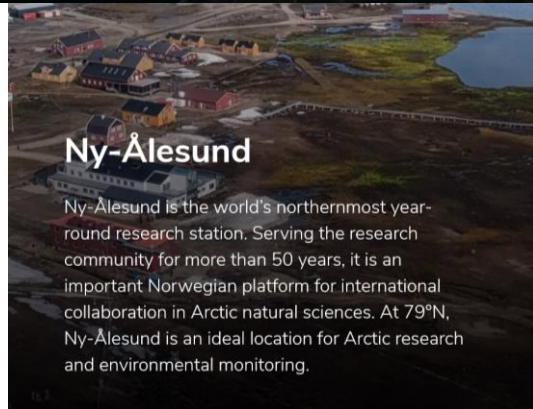 Ny-Ålesund
Ny-Ålesund is the world's northernmost year-
round research station. Serving the research
community for more than 50 years, it is an
important Norwegian platform for international
collaboration in Arctic natural sciences. At 79°N,
Ny-Ålesund is an ideal location for Arctic research
and environmental monitoring.